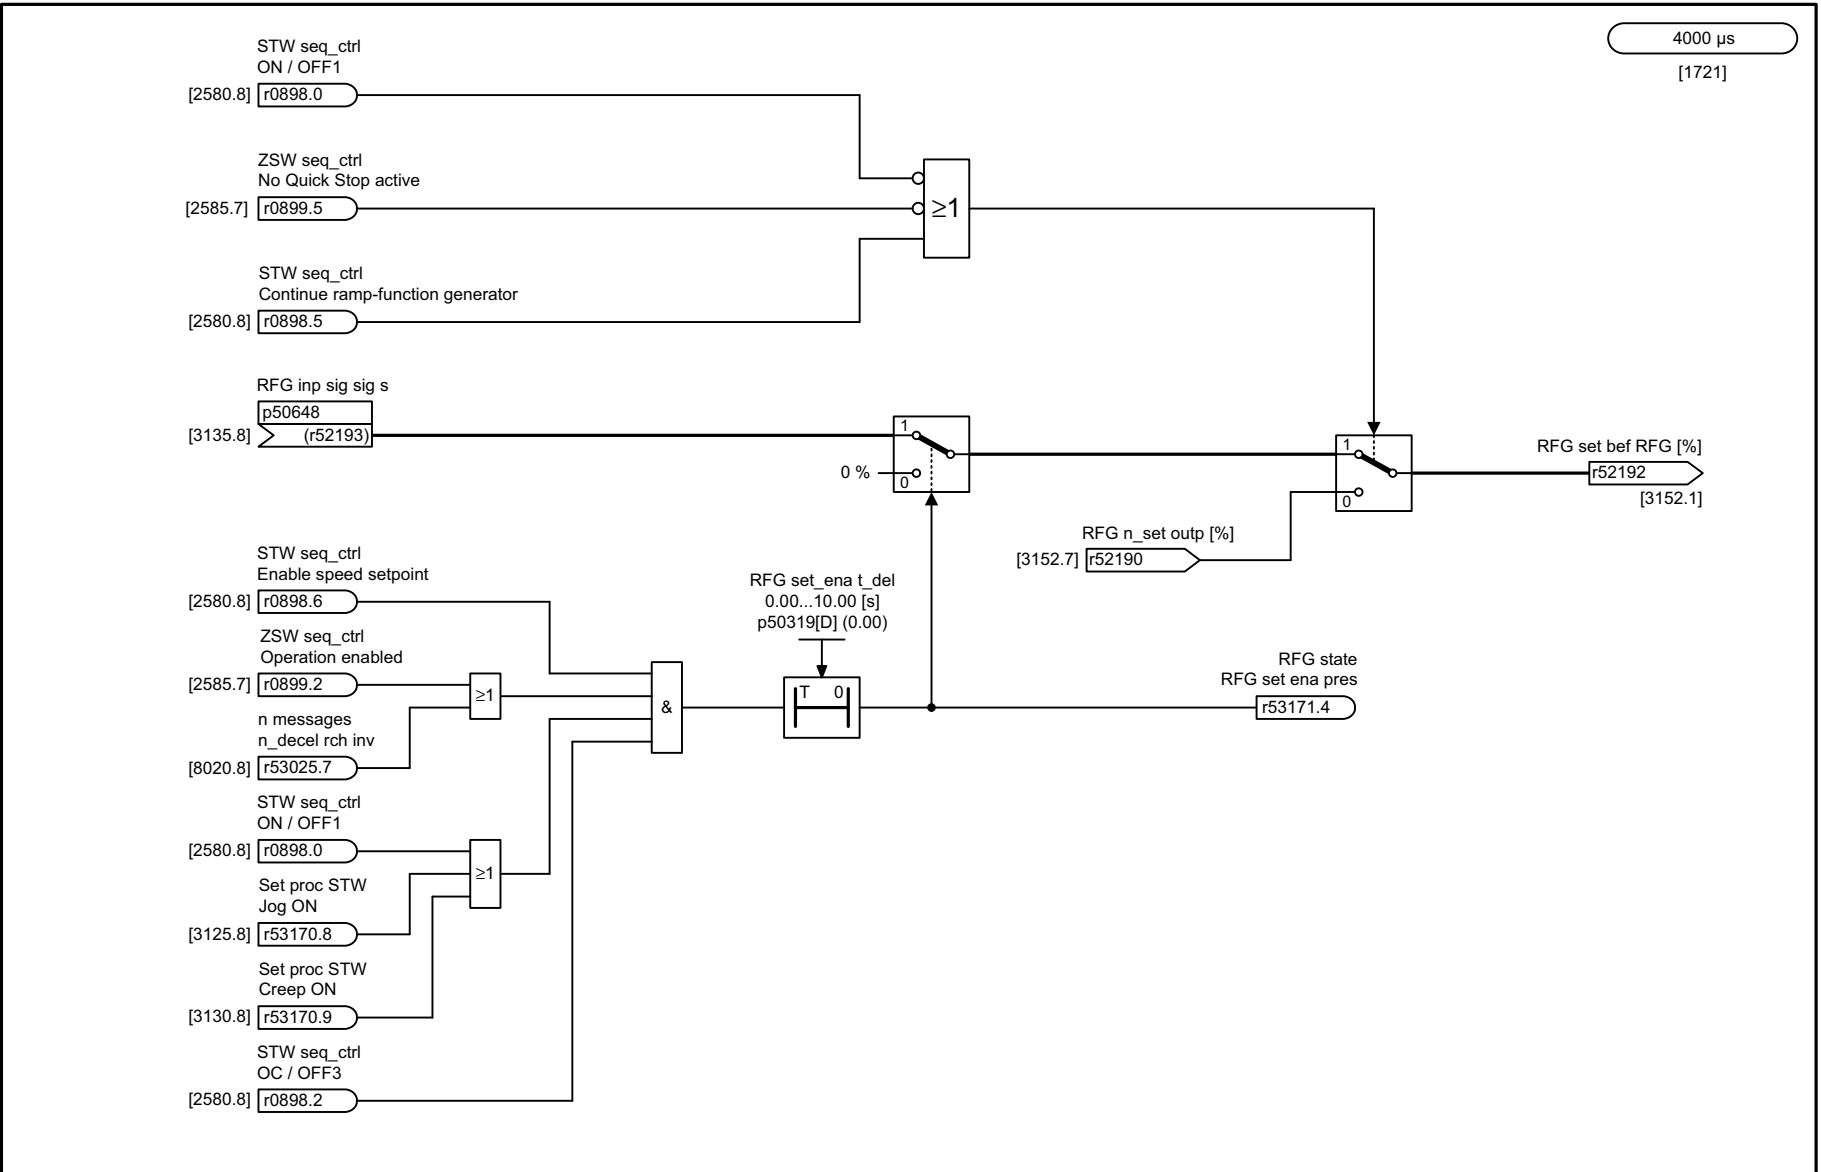 4000 µs
[1721]
STW seq_ctrl
ON / OFF1
[2580.8] r0898.0
ZSW seq_ctrl
No Quick Stop active
[2585.7] r0899.5
≥1
STW seq_ctrl
Continue ramp-function generator
[2580.8] r0898.5
RFG inp sig sig s
p50648
[3135.8] (r52193)
1
0 %
0
1
0
RFG set bef RFG [%]
r52192
[3152.1]
RFG n_set outp [%]
[3152.7] r52190
STW seq_ctrl
Enable speed setpoint
[2580.8] r0898.6
ZSW seq_ctrl
Operation enabled
[2585.7] r0899.2
≥1
n messages
n_decel rch inv
[8020.8] r53025.7
&
RFG set_ena t_del
0.00...10.00 [s]
p50319[D] (0.00)
T 0
RFG state
RFG set ena pres
r53171.4
STW seq_ctrl
ON / OFF1
[2580.8] r0898.0
≥1
Set proc STW
Jog ON
[3125.8] r53170.8
Set proc STW
Creep ON
[3130.8] r53170.9
STW seq_ctrl
OC / OFF3
[2580.8] r0898.2